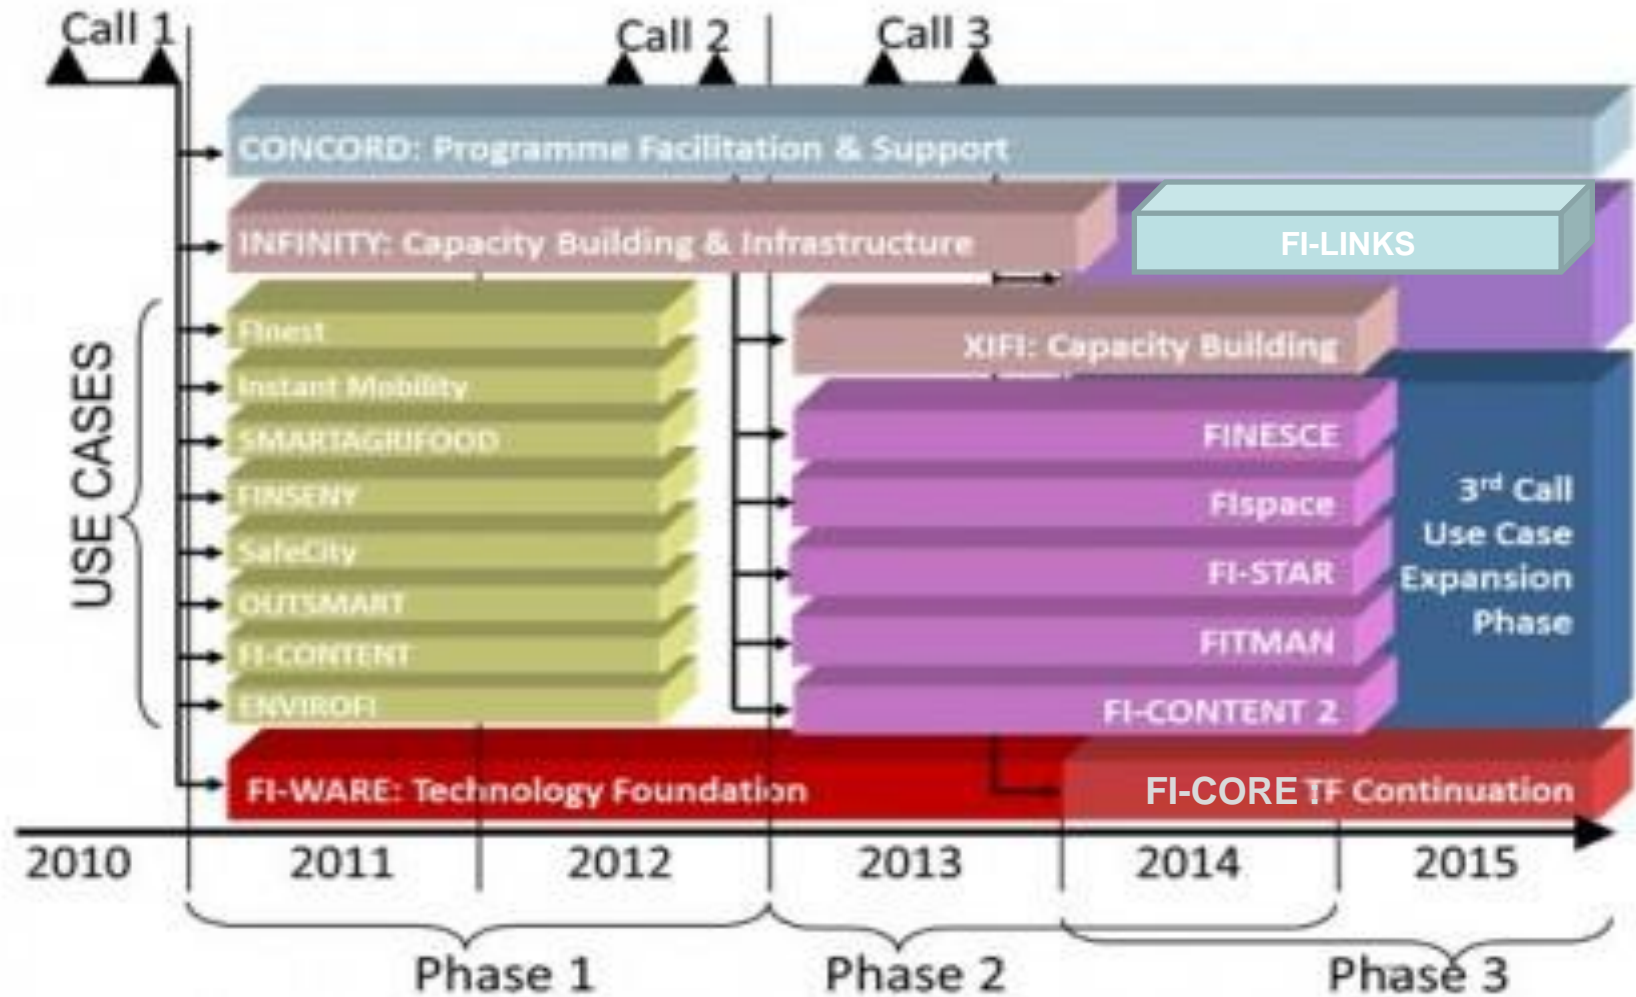 Call 1
Call 2
Call 3
CONCORD: Programme Facilitation & Support
INFINITY: Capacity Building & Infrastructure
FI-LINKS
USE CASES
FInest
Instant Mobility
SMARTAGRIFOOD
FINSENY
SafeCity
OUTSMART
FI-CONTENT
ENVIROFI
XIFI: Capacity Building
FINESCE
FIspace
FI-STAR
FITMAN
FI-CONTENT 2
3rd Call
Use Case
Expansion
Phase
FI-WARE: Technology Foundation
FI-CORE ! TF Continuation
2010
2011
2012
2013
2014
2015
Phase 1
Phase 2
Phase 3